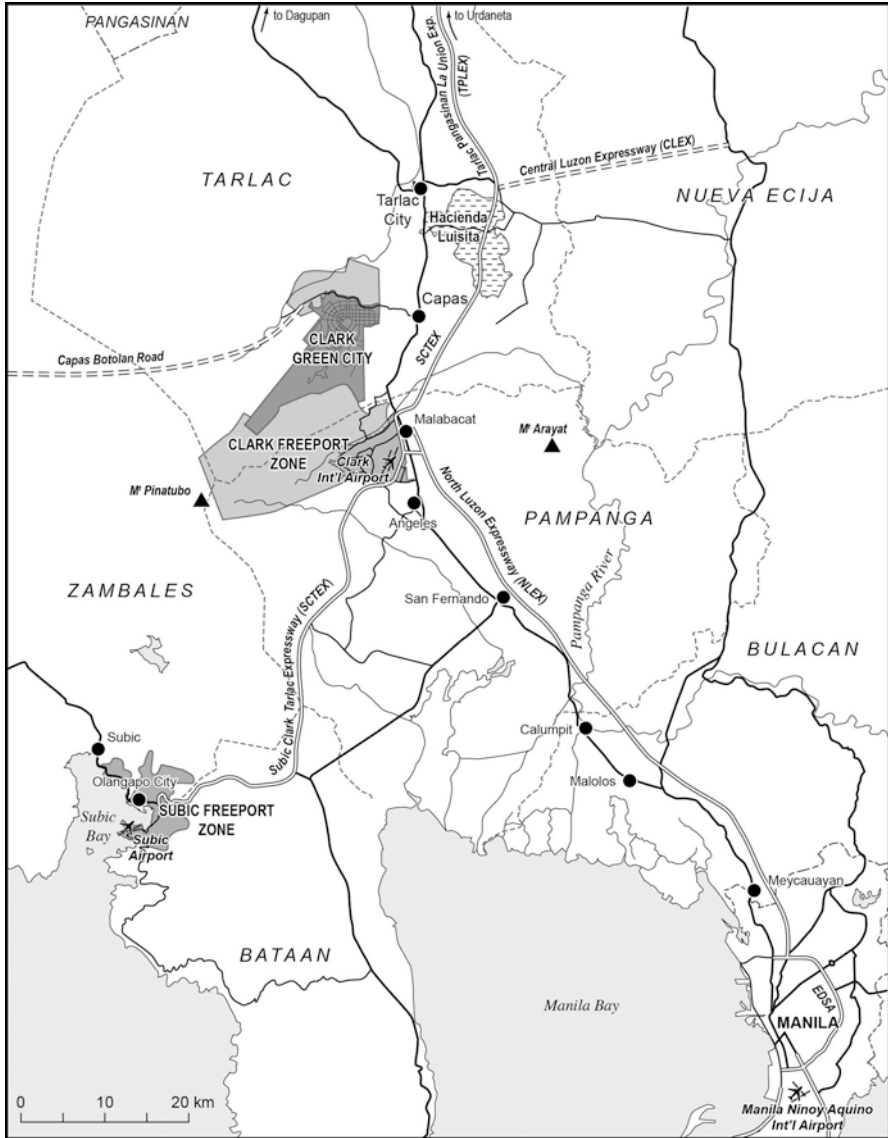 PANGASINAN
to Dagupan
to Urdaneta
Tarlac Pangasinan La Union Exp.
(TPLEX)
Central Luzon Expressway (CLEX)
TARLAC
Tarlac
City
Hacienda
Luisita
NUEVA ECIJA
Capas
SCTEX
CLARK
GREEN CITY
Capas Botolan Road
CLARK FREEPORT
ZONE
Malabacat
Mt Arayat
Clark
Int'l Airport
Mt Pinatubo
Angeles
North Luzon Expressway (NLEX)
PAMPANGA
Pampanga River
ZAMBALES
San Fernando
Subic Clark Tarlac Expressway (SCTEX)
BULACAN
Subic
Calumpit
Olangapo City
Malolos
SUBIC FREEPORT
ZONE
Subic
Bay
Subic
Airport
Meycauayan
BATAAN
Manila Bay
EDSA
MANILA
0 10 20 km
Manila Ninoy Aquino
Int'l Airport